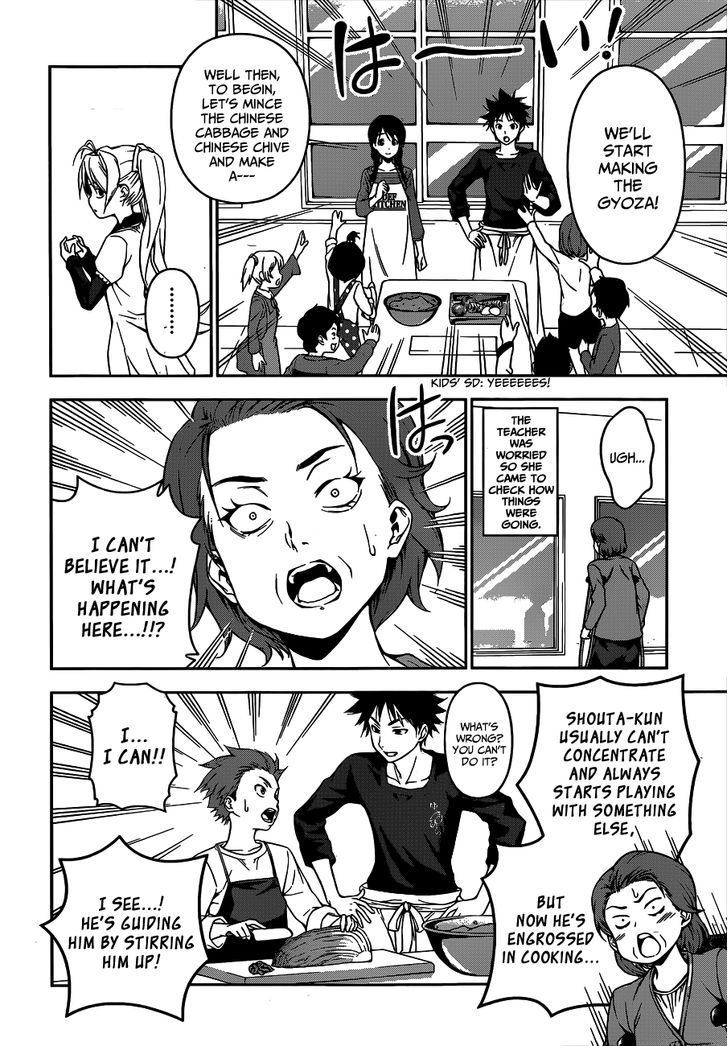 はーい!
WE'LL
START
MAKING
THE
GYOZA!
WELL THEN,
TO BEGIN,
LET'S MINCE
THE CHINESE
CABBAGE AND
CHINESE CHIVE
AND MAKE
A---
KITCHEN
.........
KIDS' SD: YEEEEEES!
UGH...
THE
TEACHER
WAS
WORRIED
SO SHE
CAME TO
CHECK HOW
THINGS
WERE
GOING.
はっ
I CAN'T
BELIEVE IT...!
WHAT'S
HAPPENING
HERE...!!?
SHOUTA-KUN
USUALLY CAN'T
CONCENTRATE
AND ALWAYS
STARTS PLAYING
WITH SOMETHING
ELSE,
BUT
NOW HE'S
ENGROSSED
IN COOKING...
WHAT'S
WRONG?
YOU CAN'T
DO IT?
I...
I CAN!!
I SEE...!
HE'S GUIDING
HIM BY STIRRING
HIM UP!